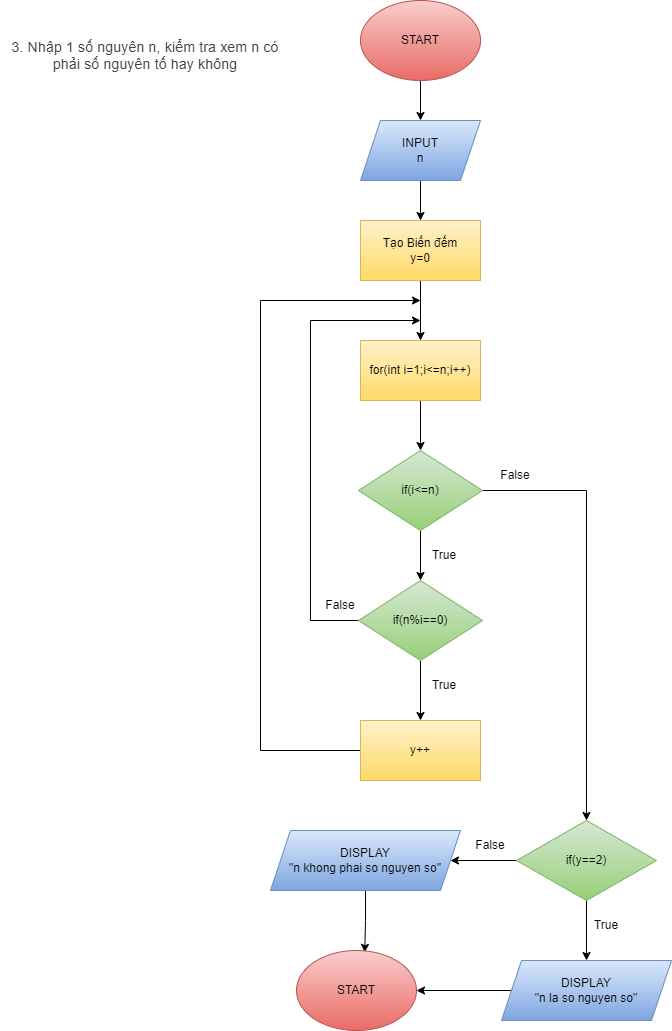 3. Nhập 1 số nguyên n, kiểm tra xem n có
phải số nguyên tố hay không
START
INPUT
n
Tạo Biến đếm
y=0
for(int i=1;i<=n;i++)
if(i<=n)
False
True
if(n%i==0)
False
True
y++
if(y==2)
False
DISPLAY
"n khong phai so nguyen so"
True
DISPLAY
"n la so nguyen so"
START